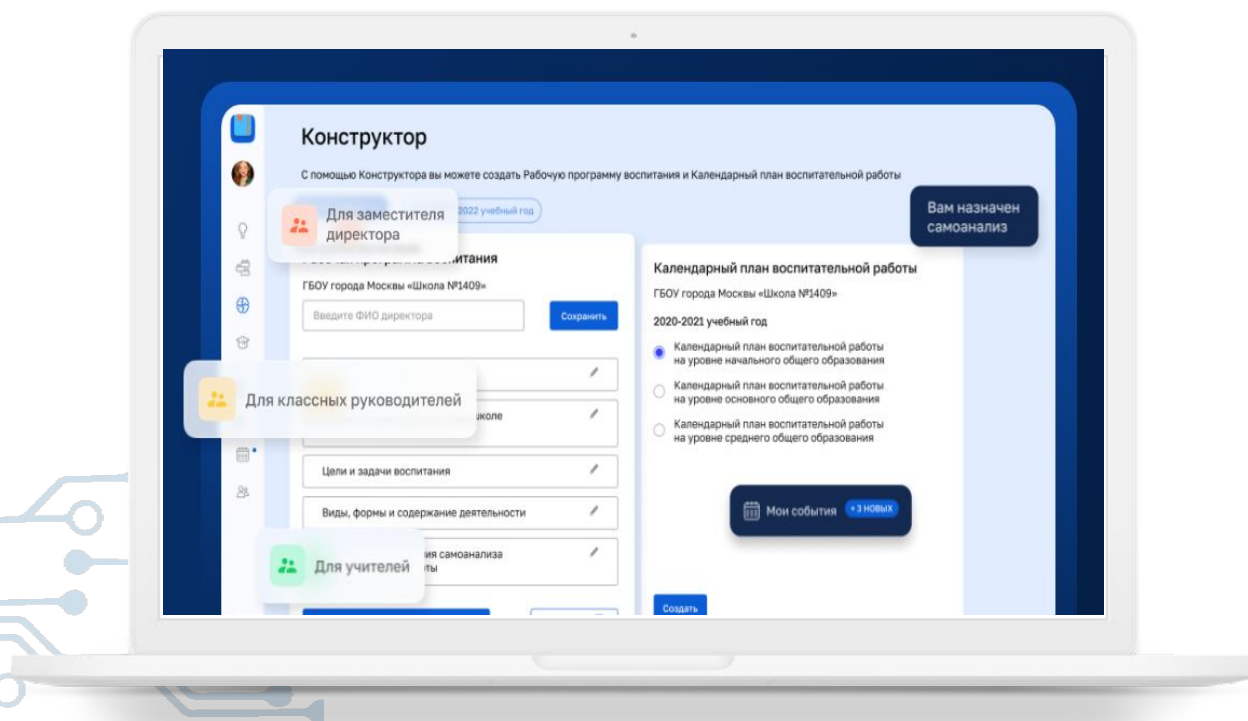 Конструктор
С помощью Конструктора вы можете создать Рабочую программу воспитания и Календарный план воспитательной работы
Для заместителя
директора
2022 учебный год
Вам назначен
самоанализ
ГБОУ города Москвы «Школа №1409»
Введите ФИО директора
Сохранить
Для классных руководителей
Цели и задачи воспитания
Виды, формы и содержание деятельности
самоанализа
Для учителей
Календарный план воспитательной работы
ГБОУ города Москвы «Школа №1409»
2020-2021 учебный год
Календарный план воспитательной работы
на уровне начального общего образования
Календарный план воспитательной работы
на уровне основного общего образования
Календарный план воспитательной работы
на уровне среднего общего образования
Мои события
+ 3 НОВЫХ
Создать